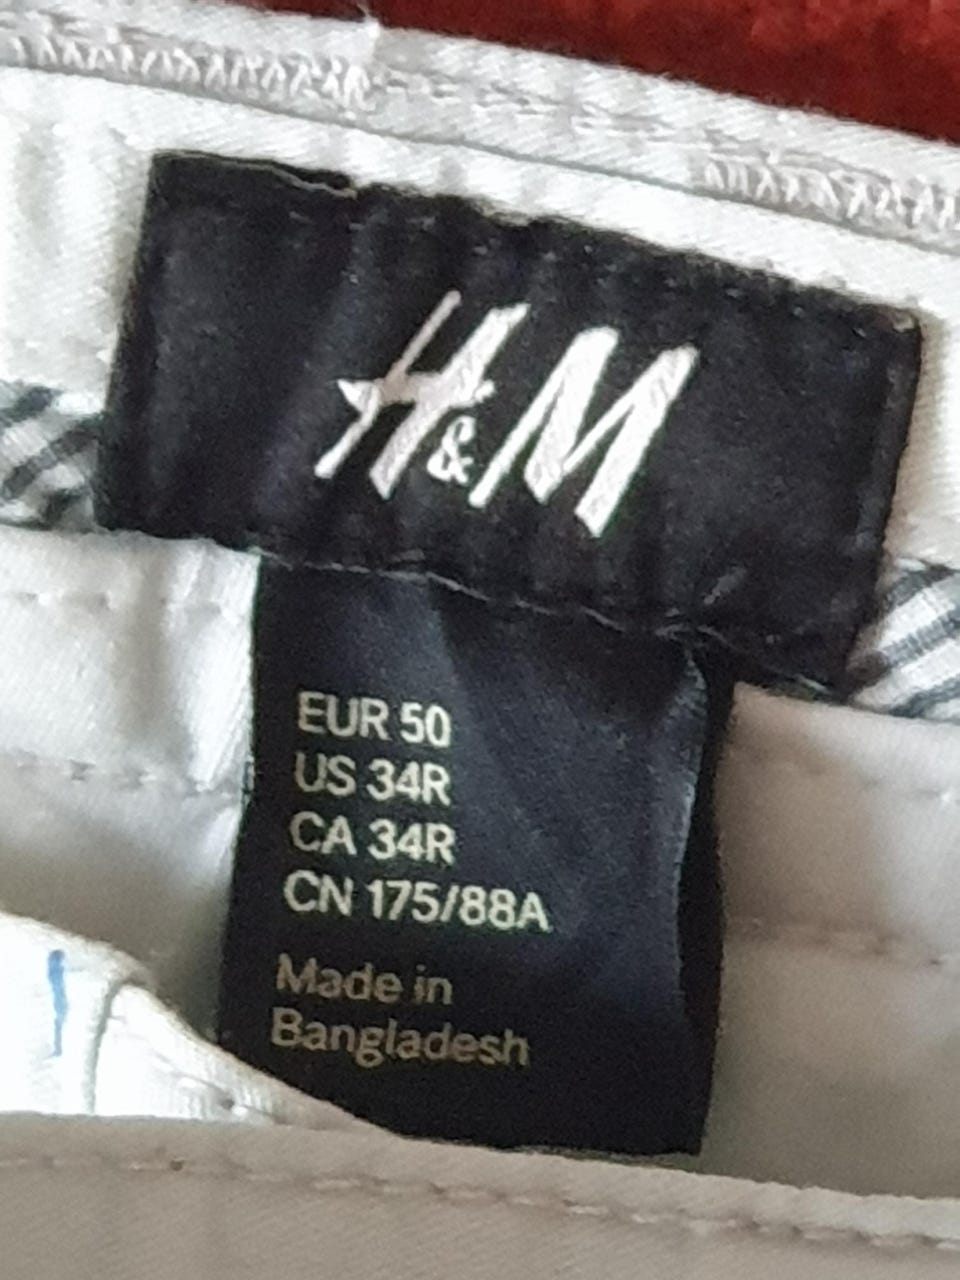 H&M
EUR 50
US 34R
CA 34R
CN 175/88A
Made in
Bangladesh